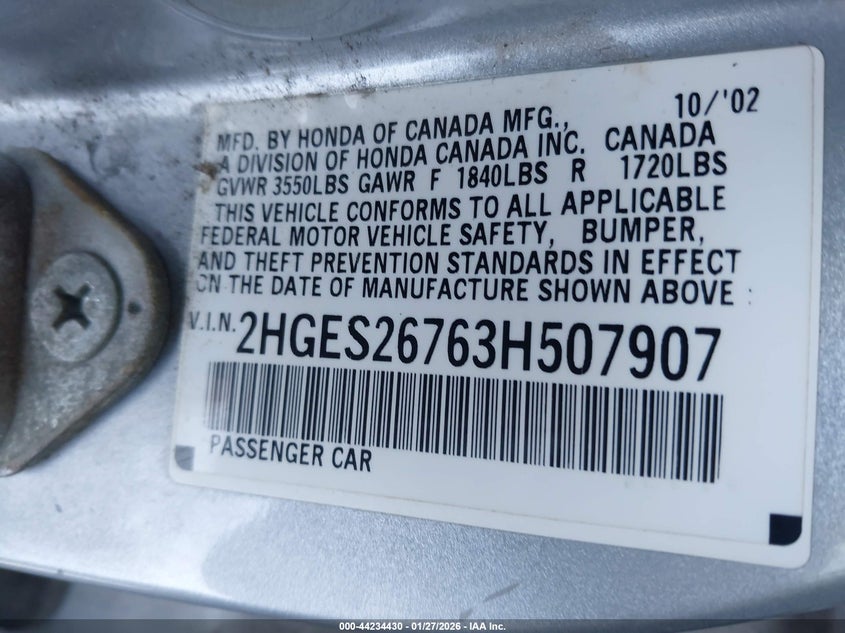 10/'02
MFD. BY HONDA OF CANADA MFG.,
A DIVISION OF HONDA CANADA INC. CANADA
GVWR 3550LBS GAWR F 1840LBS R 1720LBS
THIS VEHICLE CONFORMS TO ALL APPLICABLE
FEDERAL MOTOR VEHICLE SAFETY, BUMPER,
AND THEFT PREVENTION STANDARDS IN EFFECT
ON THE DATE OF MANUFACTURE SHOWN ABOVE :
V.I.N. 2HGES26763H507907
PASSENGER CAR
000-44234430 - 01/27/2026 - IAA Inc.